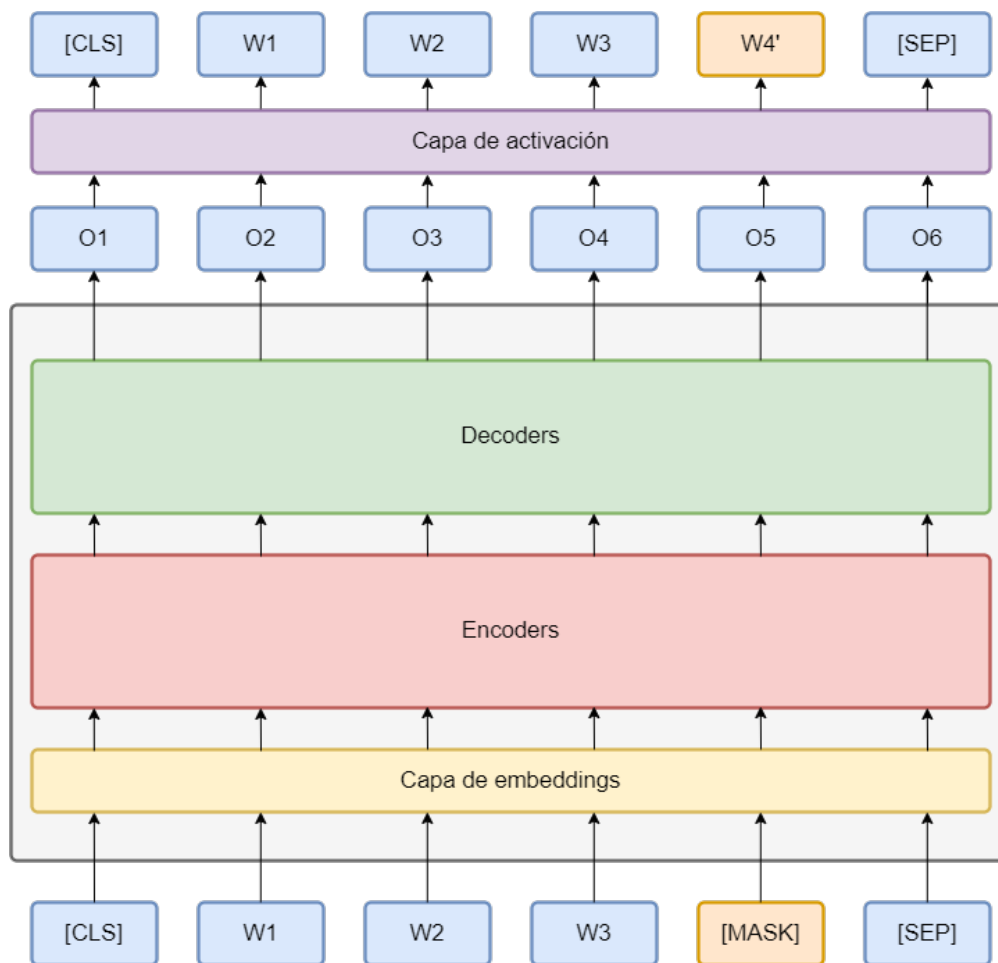 [CLS] W1 W2 W3 W4' [SEP]
Capa de activación
O1 O2 O3 O4 O5 O6
Decoders
Encoders
Capa de embeddings
[CLS] W1 W2 W3 [MASK] [SEP]